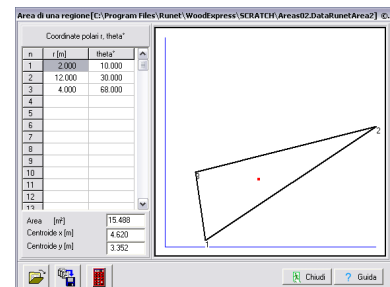 Area di una regione[C:\Program Files\Runet\WoodExpress\SCRATCH\Areas02.DataRunetArea2] ©.
Coordinate polari r, theta°
n r [m] theta°
1 2.000 10.000
2 12.000 30.000
3 4.000 68.000
4
5
6
7
8
9
10
11
12
13
Area [m²] 15.488
Centroide x [m] 4.620
Centroide y [m] 3.352
3
2
1
Chiudi
? Guida